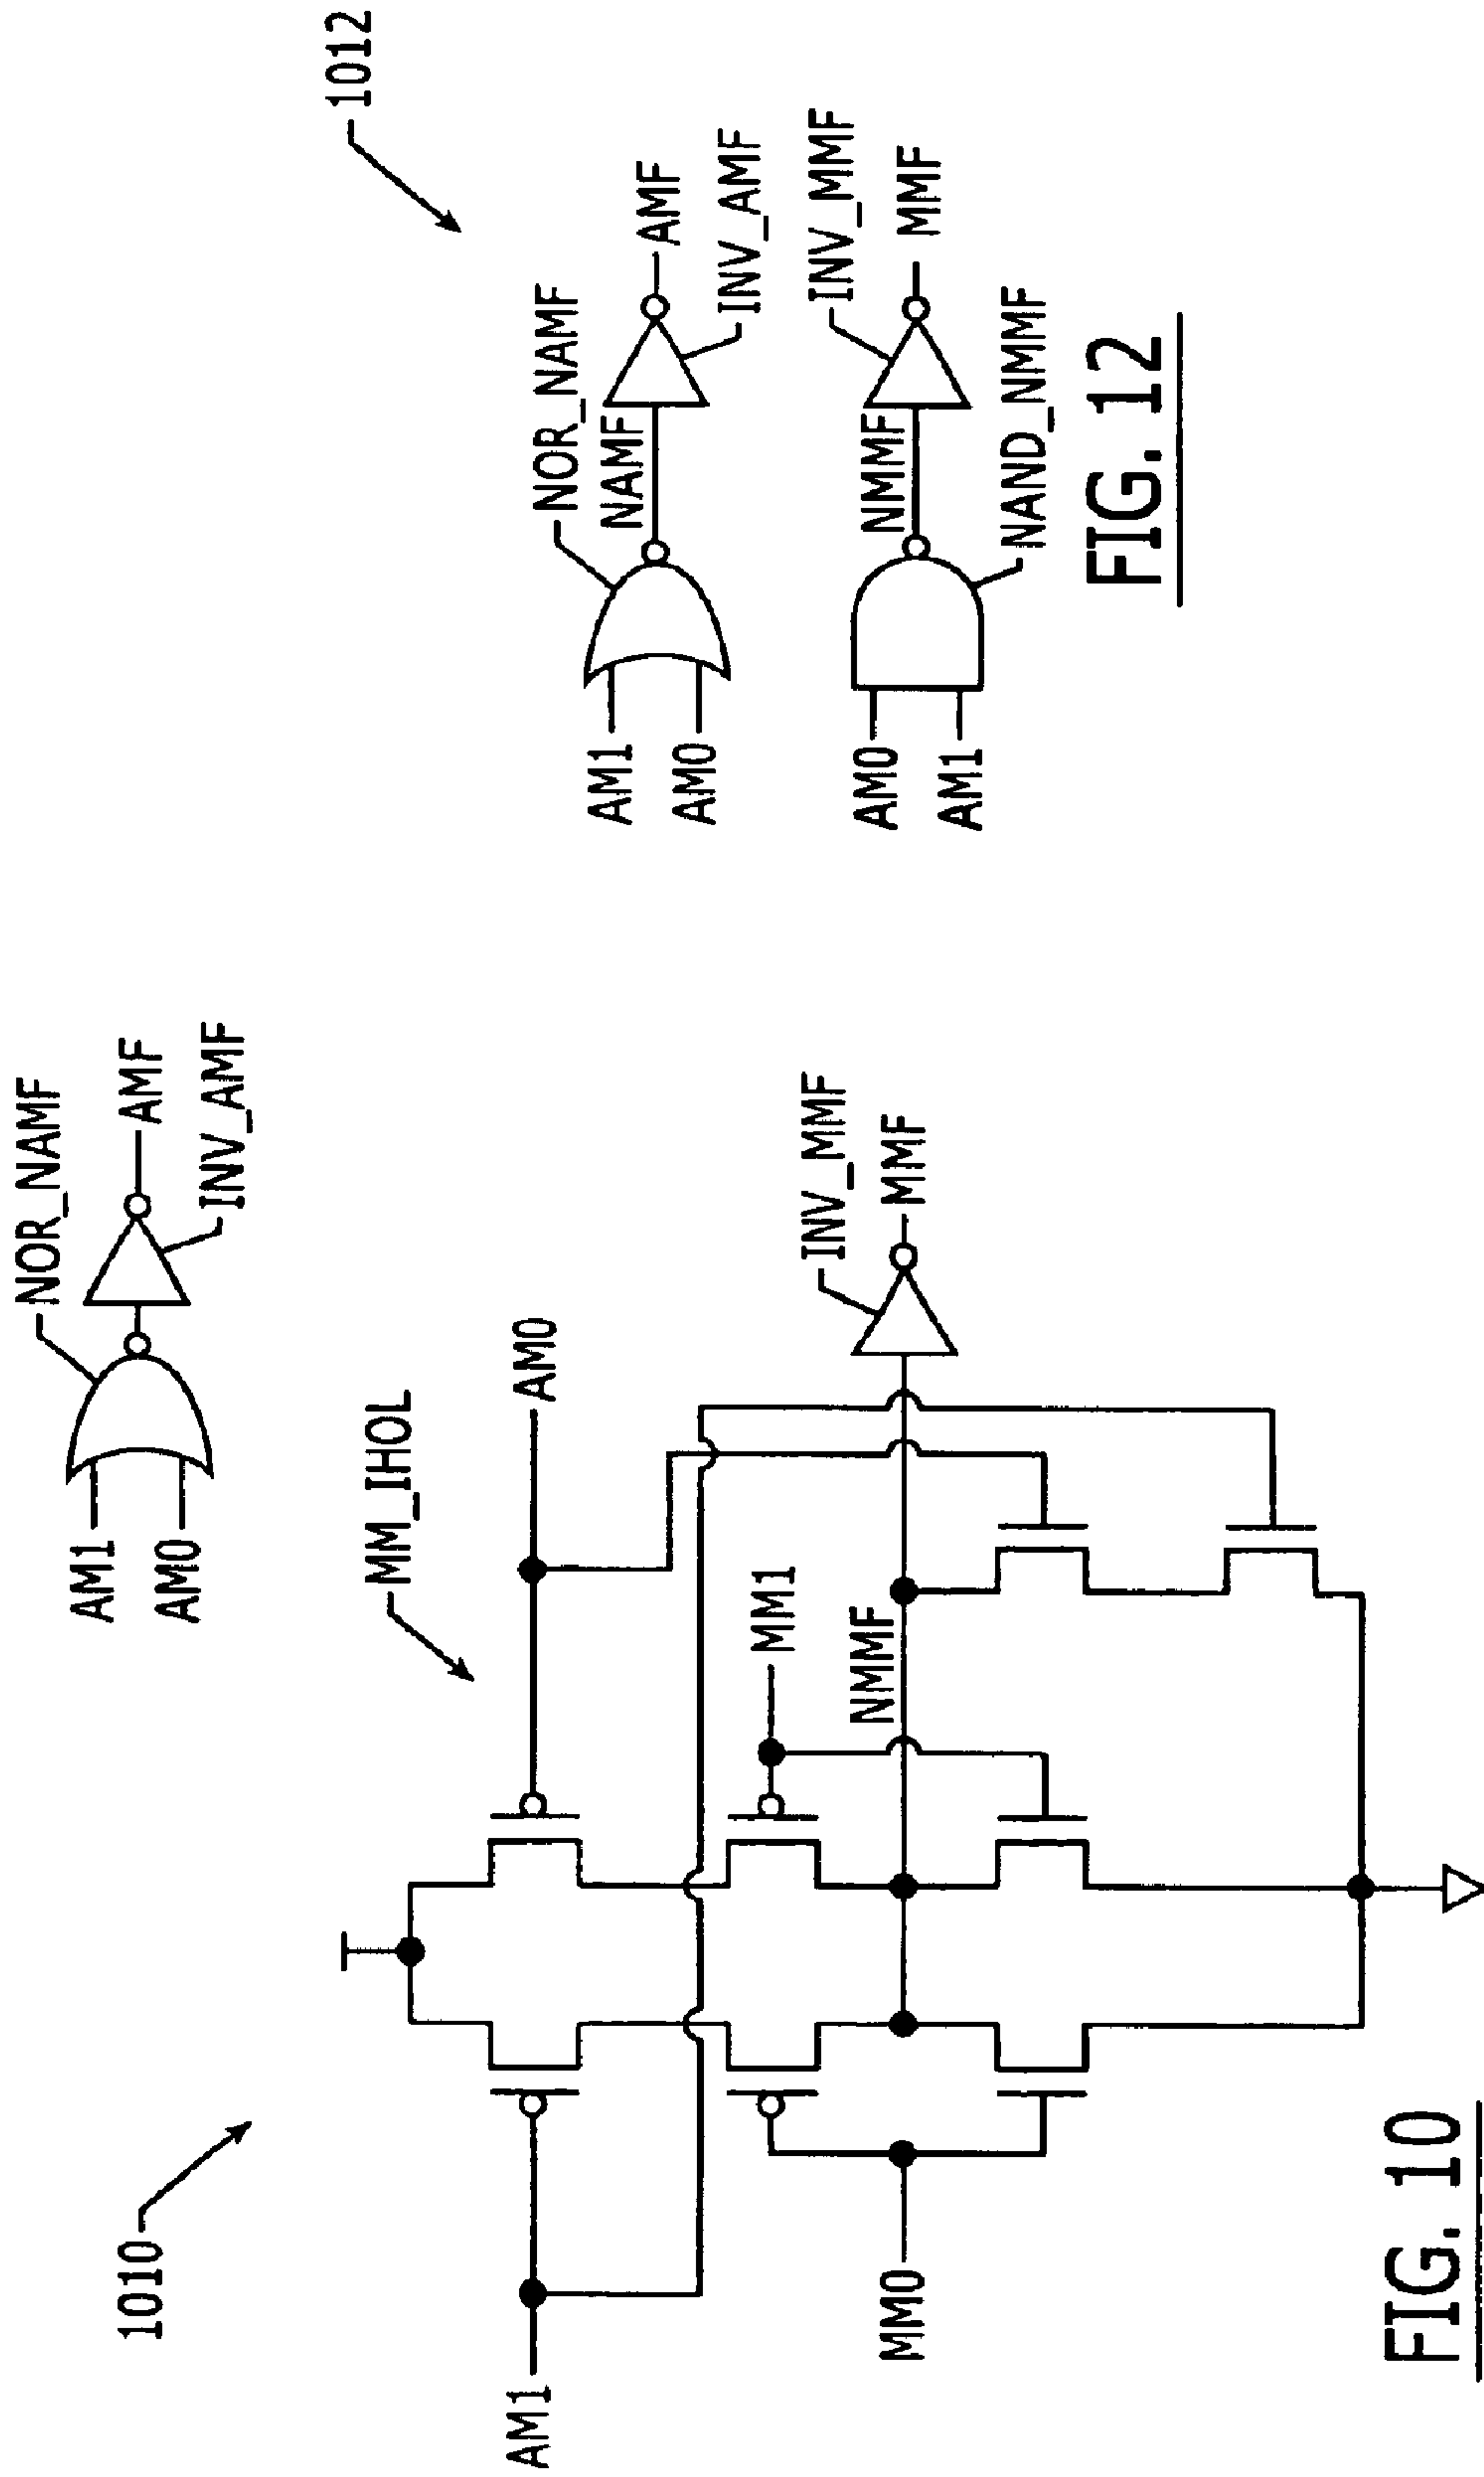 1010
NOR_NAMF
AM1
AM0
AMF
INV_AMF
MM_IHOL
AM1
AM0
MM1
NMMF
MM0
INV_MMF
MMF
FIG. 10
1012
NOR_NAMF
NAMF
AM1
AM0
AMF
INV_AMF
INV_MMF
NMMF
AM0
AM1
MMF
NAND_NMMF
FIG. 12